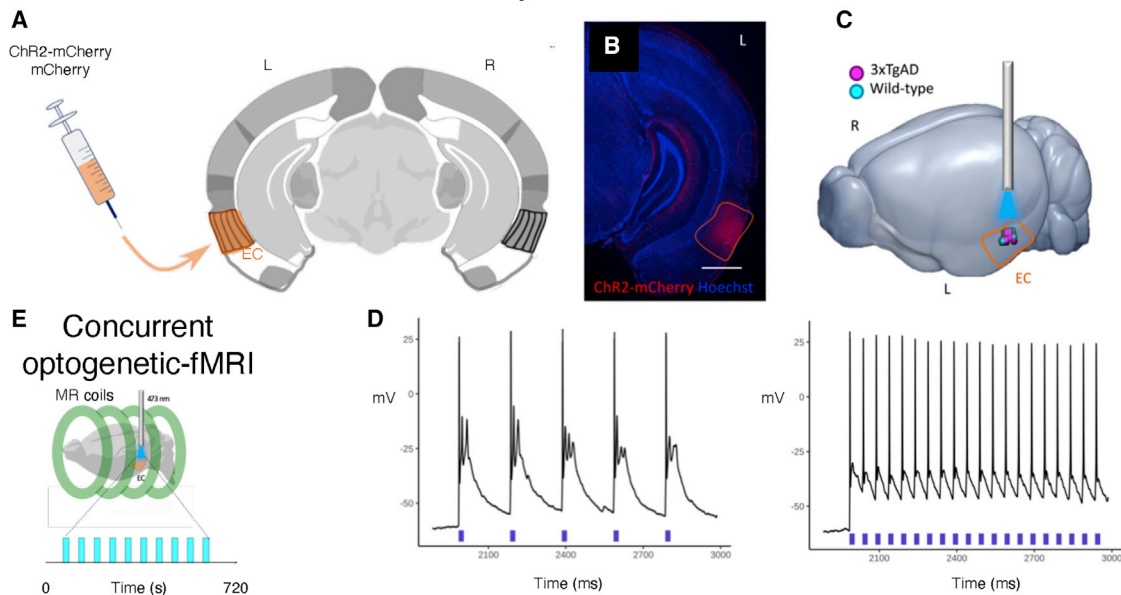 A
ChR2-mCherry
mCherry
L
R
EC
B
L
ChR2-mCherry Hoechst
C
3xTgAD
Wild-type
R
EC
L
E
Concurrent
optogenetic-fMRI
MR coils
473 nm
EC
0 Time (s) 720
D
mV
25
0
-25
-50
2100 2400 2700 3000
Time (ms)
mV
25
0
-25
-50
2100 2400 2700 3000
Time (ms)